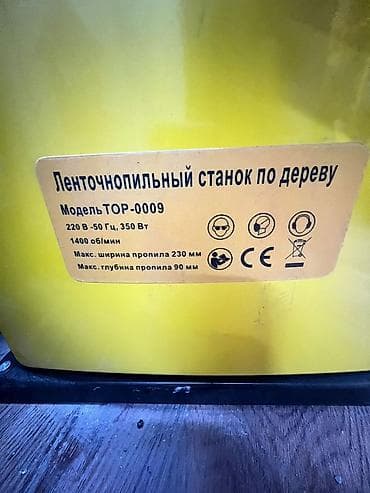 Ленточнопильный станок по дереву
Модель TOP-0009
220 В -50 Гц, 350 Вт
1400 об/мин
Макс. ширина пропила 230 мм
Макс. глубина пропила 90 мм
CE